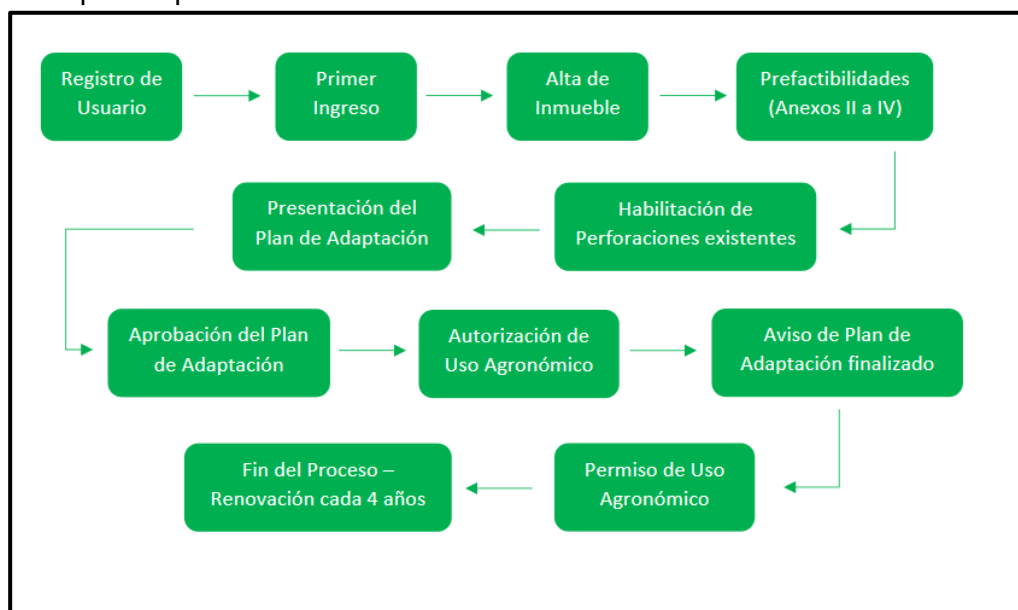 Registro de
Usuario
Primer
Ingreso
Alta de
Inmueble
Prefactibilidades
(Anexos II a IV)
Habilitación de
Perforaciones existentes
Presentación del
Plan de Adaptación
Aprobación del Plan
de Adaptación
Autorización de
Uso Agronómico
Aviso de Plan de
Adaptación finalizado
Permiso de Uso
Agronómico
Fin del Proceso –
Renovación cada 4 años